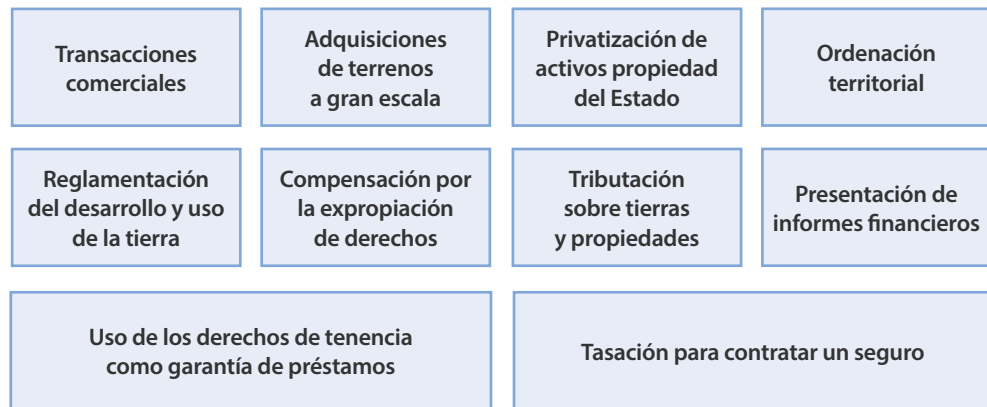 Transacciones
comerciales
Adquisiciones
de terrenos
a gran escala
Privatización de
activos propiedad
del Estado
Ordenación
territorial
Reglamentación
del desarrollo y uso
de la tierra
Compensación por
la expropiación
de derechos
Tributación
sobre tierras
y propiedades
Presentación de
informes financieros
Uso de los derechos de tenencia
como garantía de préstamos
Tasación para contratar un seguro